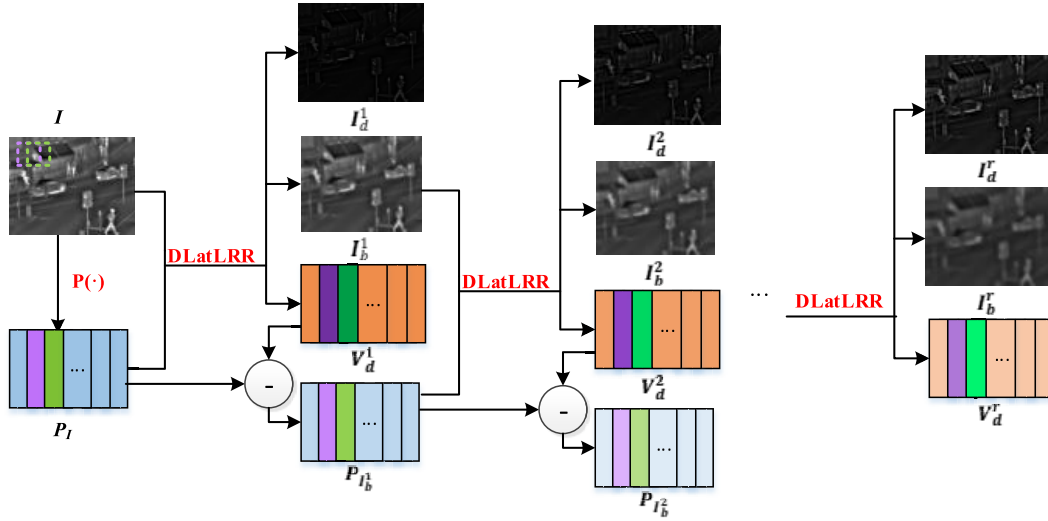 I
P(·)
...
P_I
DLatLRR
I_d^1
I_b^1
...
V_d^1
-
...
P_{I_b^1}
DLatLRR
I_d^2
I_b^2
...
V_d^2
-
...
P_{I_b^2}
...
DLatLRR
I_d^r
I_b^r
...
V_d^r